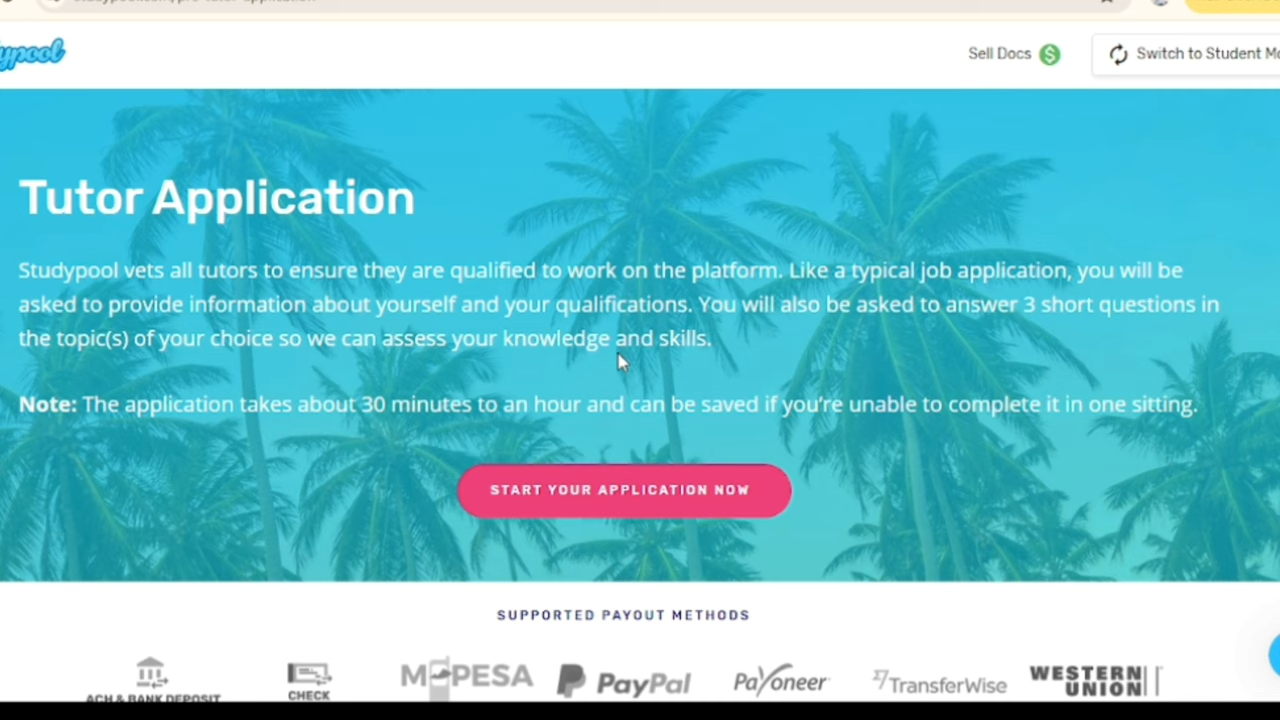 Sell Docs
Switch to Student
Tutor Application
Studypool vets all tutors to ensure they are qualified to work on the platform. Like a typical job application, you will be
asked to provide information about yourself and your qualifications. You will also be asked to answer 3 short questions in
the topic(s) of your choice so we can assess your knowledge and skills.
Note: The application takes about 30 minutes to an hour and can be saved if you're unable to complete it in one sitting.
START YOUR APPLICATION NOW
SUPPORTED PAYOUT METHODS
ACH & BANK DEPOSIT
CHECK
M-PESA
PayPal
Payoneer
TransferWise
WESTERN
UNION